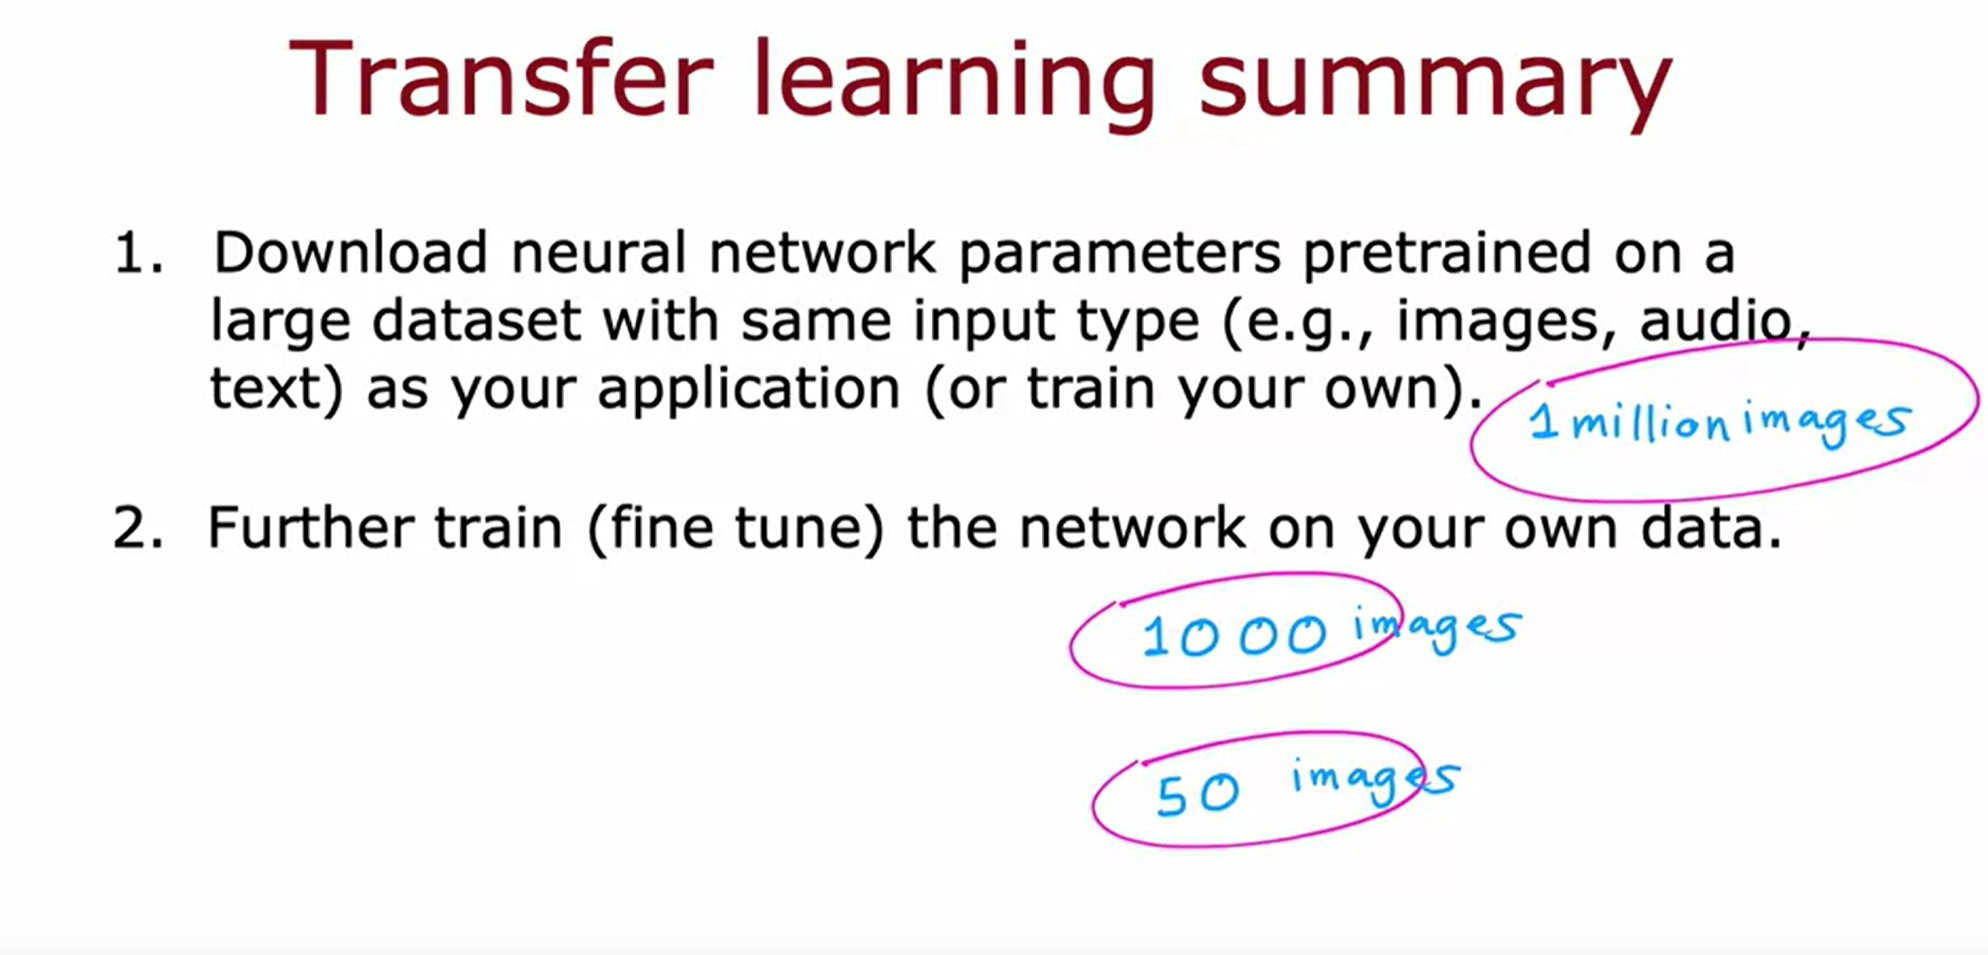 Transfer learning summary
1. Download neural network parameters pretrained on a
large dataset with same input type (e.g., images, audio,
text) as your application (or train your own).
1 million images
2. Further train (fine tune) the network on your own data.
1000 images
50 images